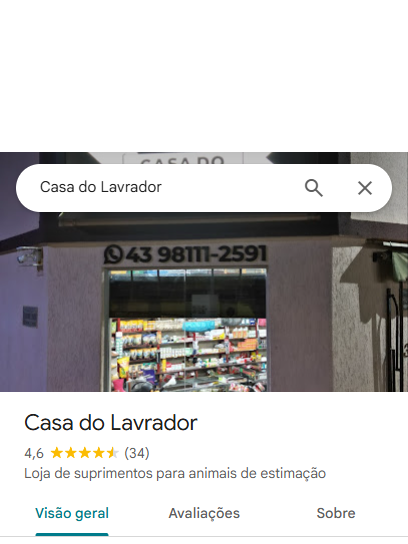 CASA DO
Casa do Lavrador
43 98111-2591
Casa do Lavrador
4,6 (34)
Loja de suprimentos para animais de estimação
Visão geral Avaliações Sobre